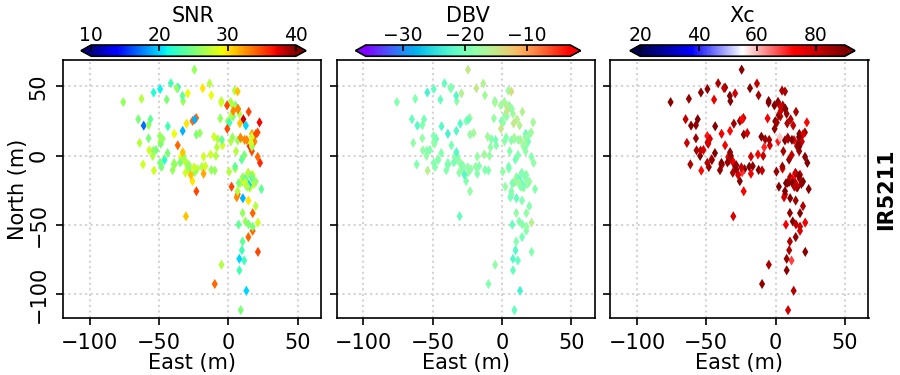 SNR DBV Xc
10 20 30 40 −30 −20 −10 20 40 60 80
50
0
−50
−100
North (m)
IR5211
−100 −50 0 50 −100 −50 0 50 −100 −50 0 50
East (m) East (m) East (m)